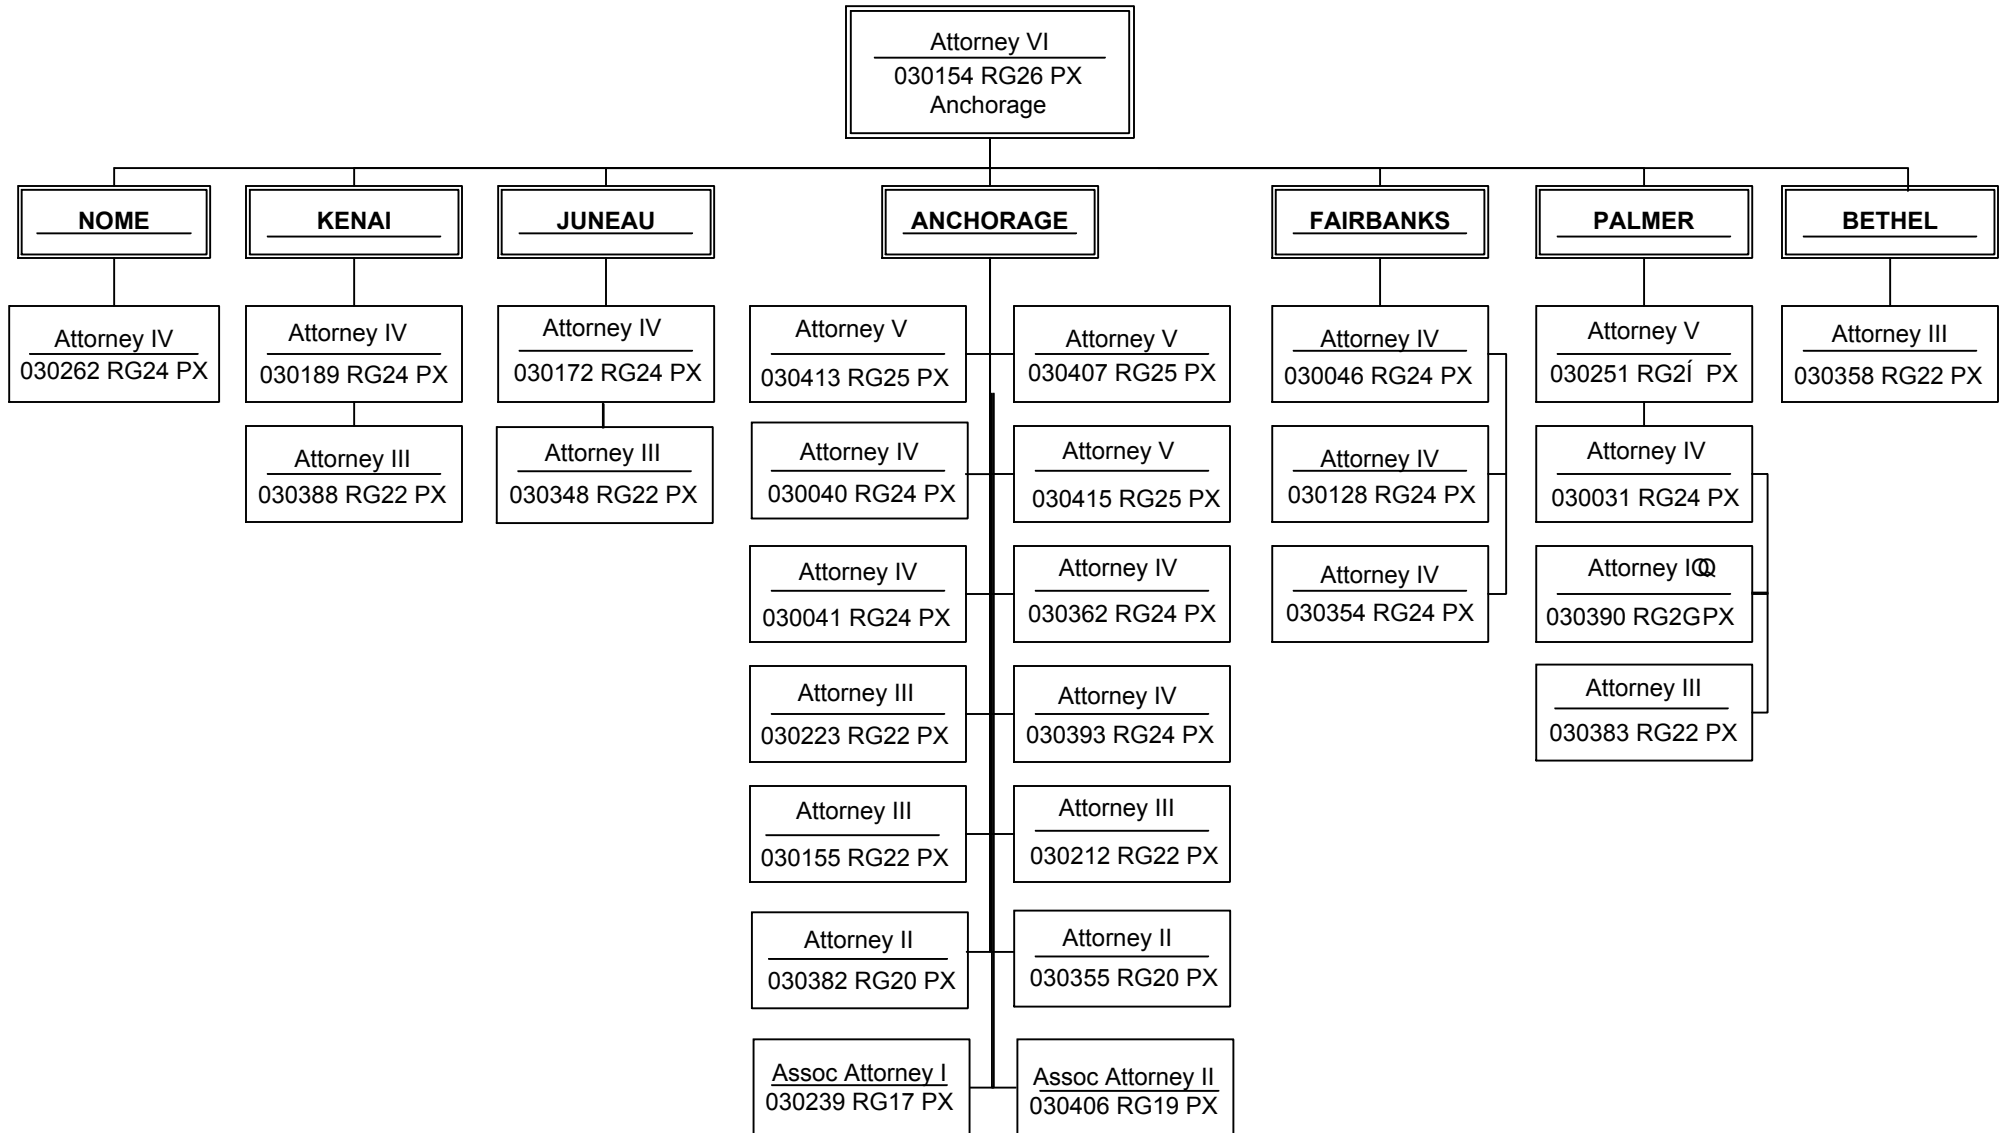 Attorney VI
030154 RG26 PX
Anchorage
NOME
KENAI
JUNEAU
ANCHORAGE
FAIRBANKS
PALMER
BETHEL
Attorney IV
030262 RG24 PX
Attorney IV
030189 RG24 PX
Attorney III
030388 RG22 PX
Attorney IV
030172 RG24 PX
Attorney III
030348 RG22 PX
Attorney V
030413 RG25 PX
Attorney V
030407 RG25 PX
Attorney IV
030040 RG24 PX
Attorney V
030415 RG25 PX
Attorney IV
030041 RG24 PX
Attorney IV
030362 RG24 PX
Attorney III
030223 RG22 PX
Attorney IV
030393 RG24 PX
Attorney III
030155 RG22 PX
Attorney III
030212 RG22 PX
Attorney II
030382 RG20 PX
Attorney II
030355 RG20 PX
Assoc Attorney I
030239 RG17 PX
Assoc Attorney II
030406 RG19 PX
Attorney IV
030046 RG24 PX
Attorney IV
030128 RG24 PX
Attorney IV
030354 RG24 PX
Attorney V
030251 RG2Í PX
Attorney IV
030031 RG24 PX
Attorney
030390 RG2GPX
Attorney III
030383 RG22 PX
Attorney III
030358 RG22 PX